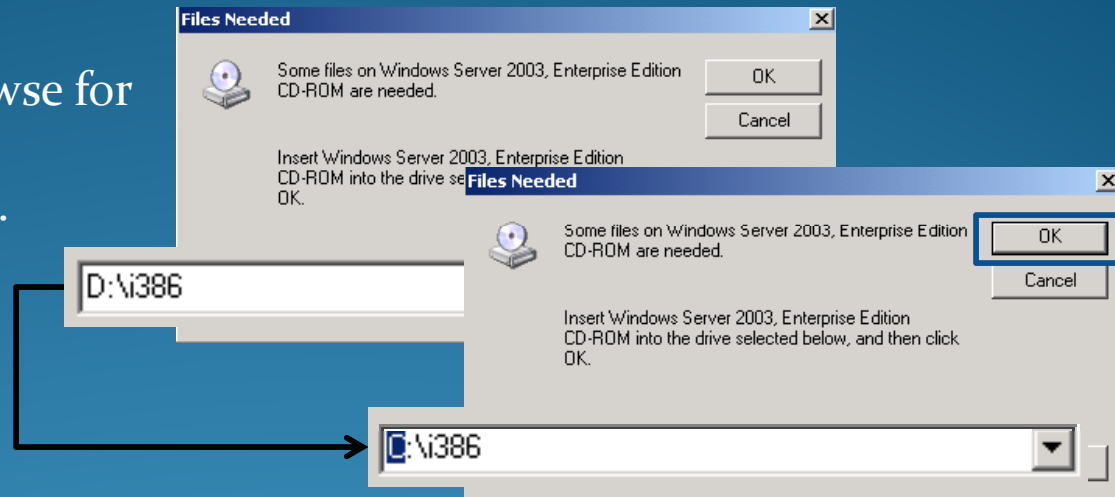 wse for
.
Files Needed
Some files on Windows Server 2003, Enterprise Edition
CD-ROM are needed.
OK
Cancel
Insert Windows Server 2003, Enterprise Edition
CD-ROM into the drive se
OK.
D:\i386
Files Needed
Some files on Windows Server 2003, Enterprise Edition
CD-ROM are needed.
OK
Cancel
Insert Windows Server 2003, Enterprise Edition
CD-ROM into the drive selected below, and then click
OK.
C:\i386